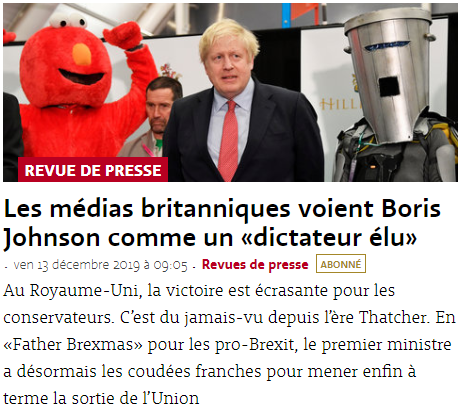 HILL
REVUE DE PRESSE
Les médias britanniques voient Boris
Johnson comme un «dictateur élu»
. ven 13 décembre 2019 à 09:05 . Revues de presse ABONNÉ
Au Royaume-Uni, la victoire est écrasante pour les
conservateurs. C’est du jamais-vu depuis l’ère Thatcher. En
«Father Brexmas» pour les pro-Brexit, le premier ministre
a désormais les coudées franches pour mener enfin à
terme la sortie de l’Union